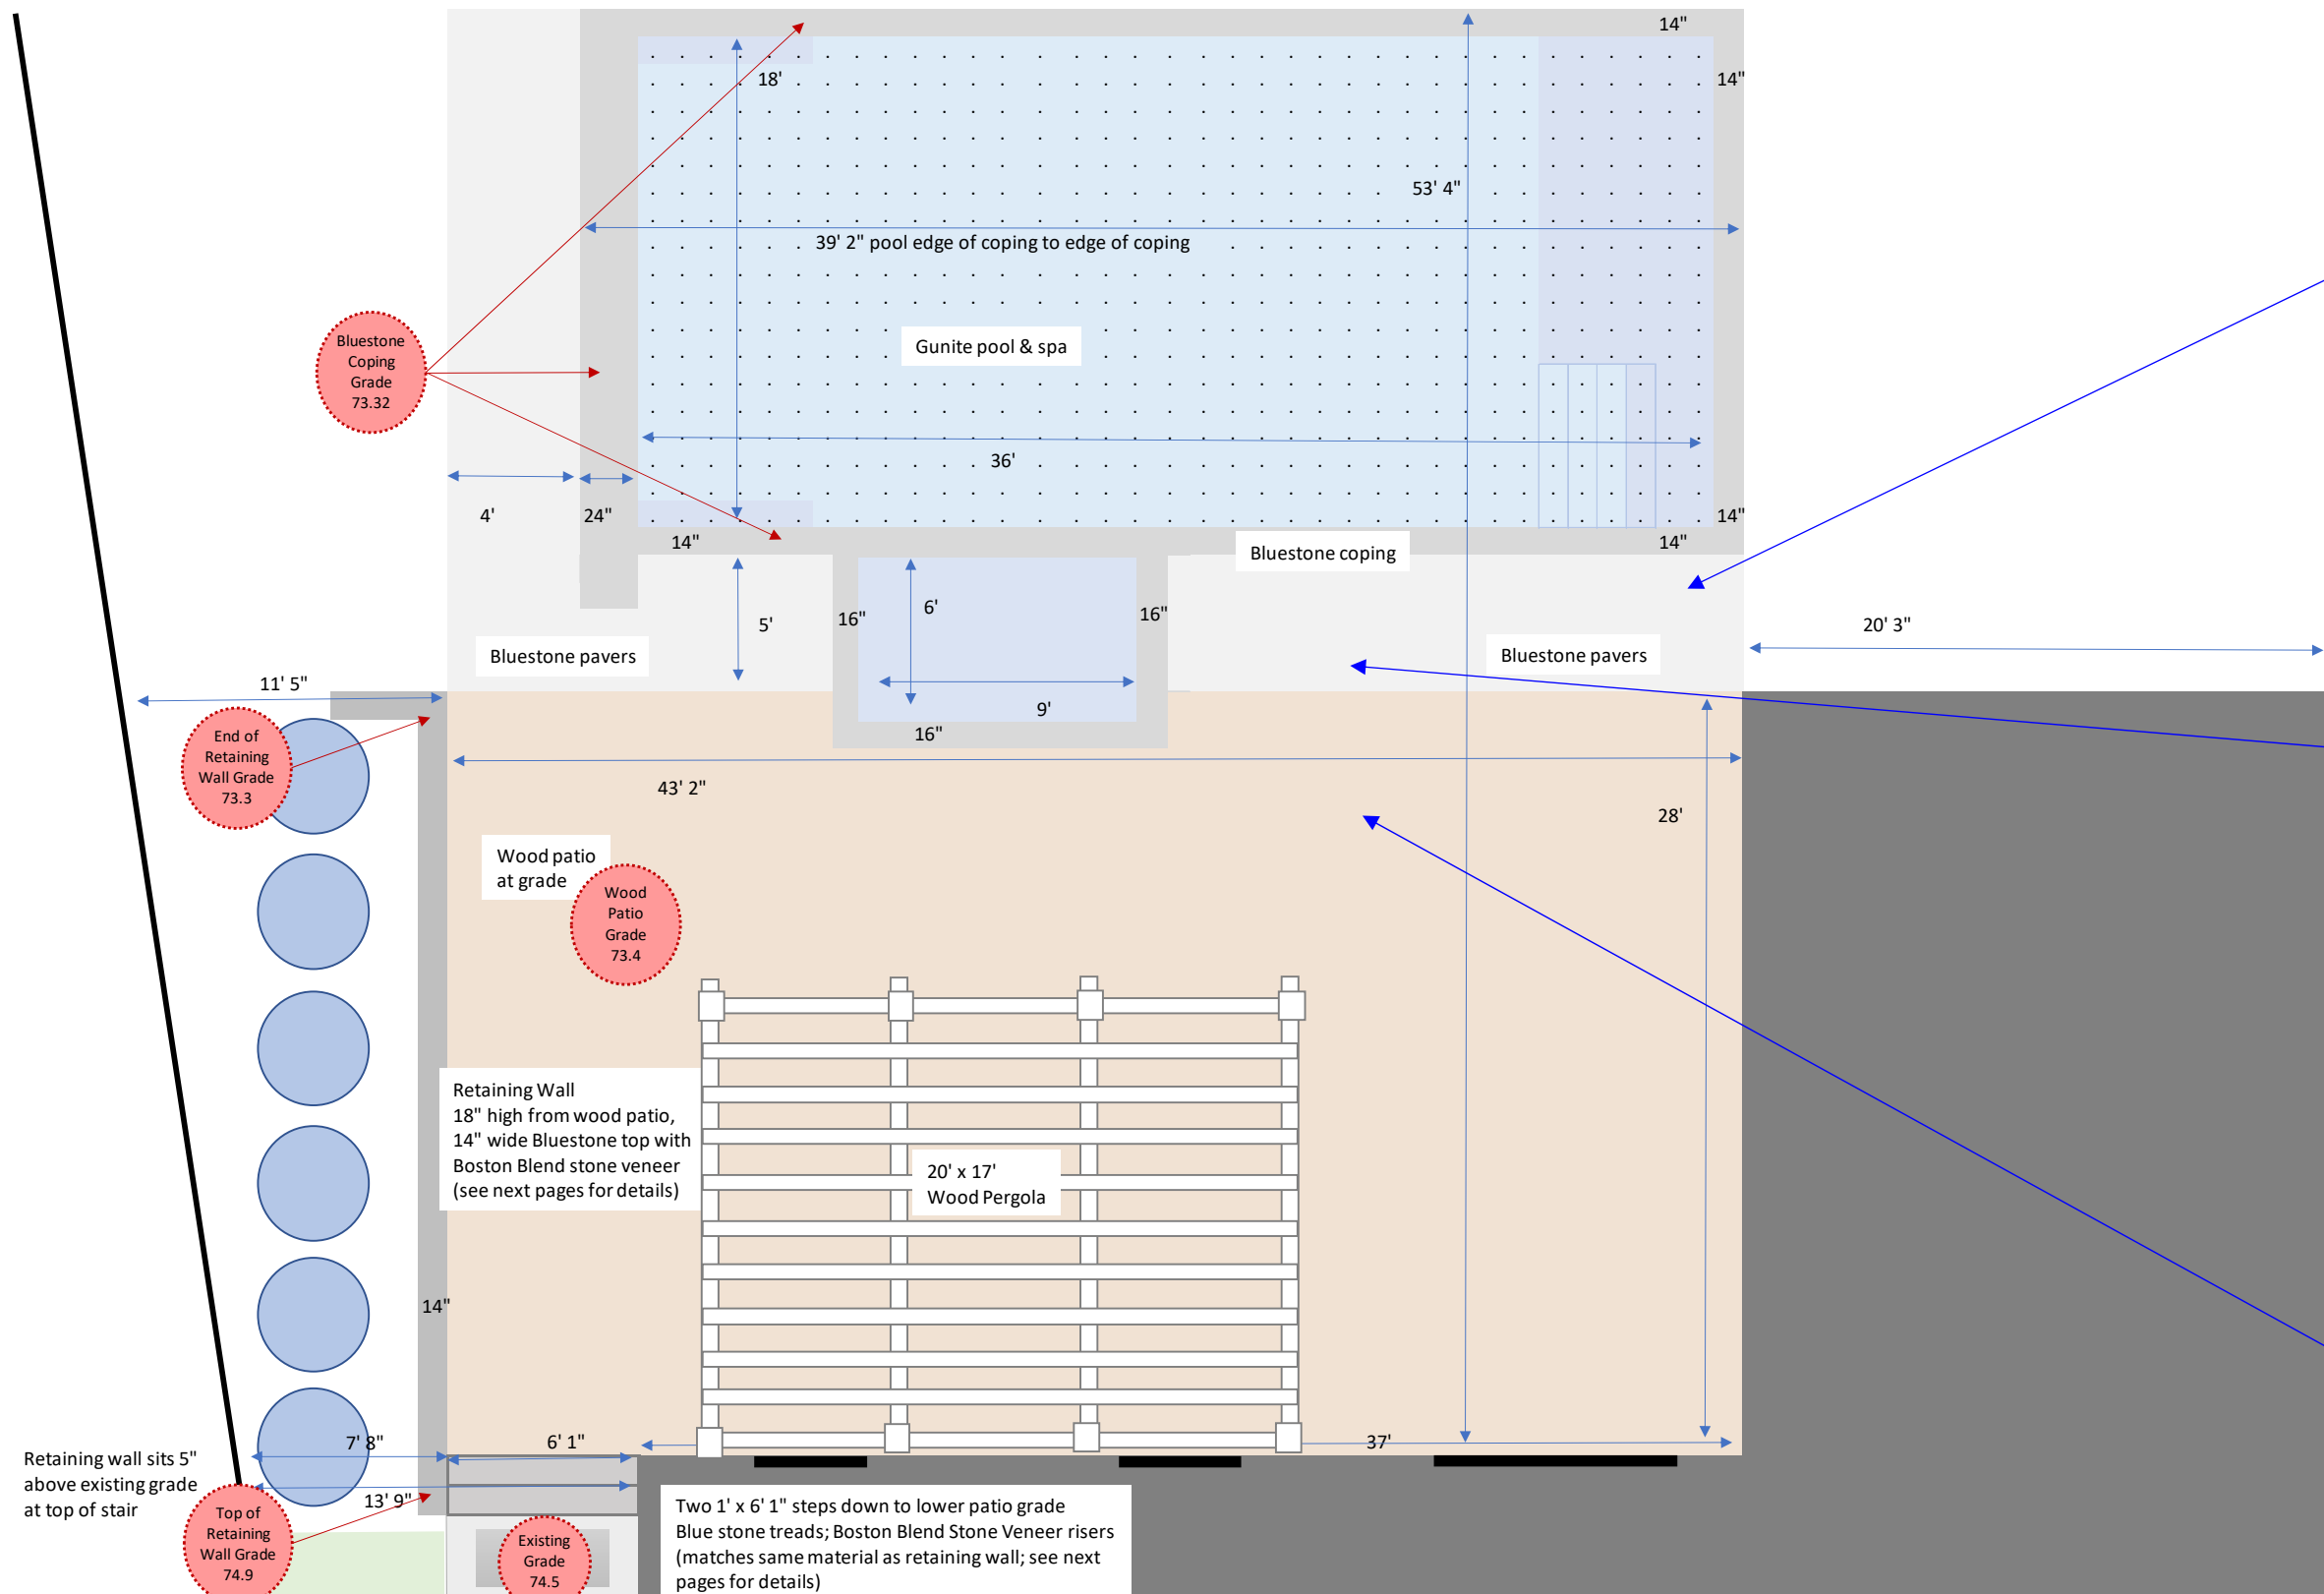 14"
18'
14"
53' 4"
39' 2" pool edge of coping to edge of coping
Bluestone
Coping
Grade
73.32
Gunite pool & spa
36'
4'
24"
14"
14"
14"
Bluestone coping
16"
6'
16"
5'
20' 3"
Bluestone pavers
Bluestone pavers
11' 5"
9'
16"
End of
Retaining
Wall Grade
73.3
43' 2"
28'
Wood patio
at grade
Wood
Patio
Grade
73.4
Retaining Wall
18" high from wood patio,
14" wide Bluestone top with
Boston Blend stone veneer
(see next pages for details)
20' x 17'
Wood Pergola
14"
7' 8"
6' 1"
37'
Retaining wall sits 5"
above existing grade
at top of stair
13' 9"
Top of
Retaining
Wall Grade
74.9
Existing
Grade
74.5
Two 1' x 6' 1" steps down to lower patio grade
Blue stone treads; Boston Blend Stone Veneer risers
(matches same material as retaining wall; see next
pages for details)